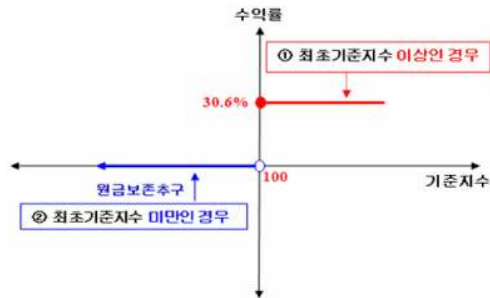 수익률
① 최초기준지수 이상인 경우
30.6%
100
기준지수
원금보존추구
② 최초기준지수 미만인 경우